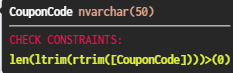 CouponCode nvarchar(50)
CHECK CONSTRAINTS:
len(ltrim(rtrim([CouponCode])))>(0)